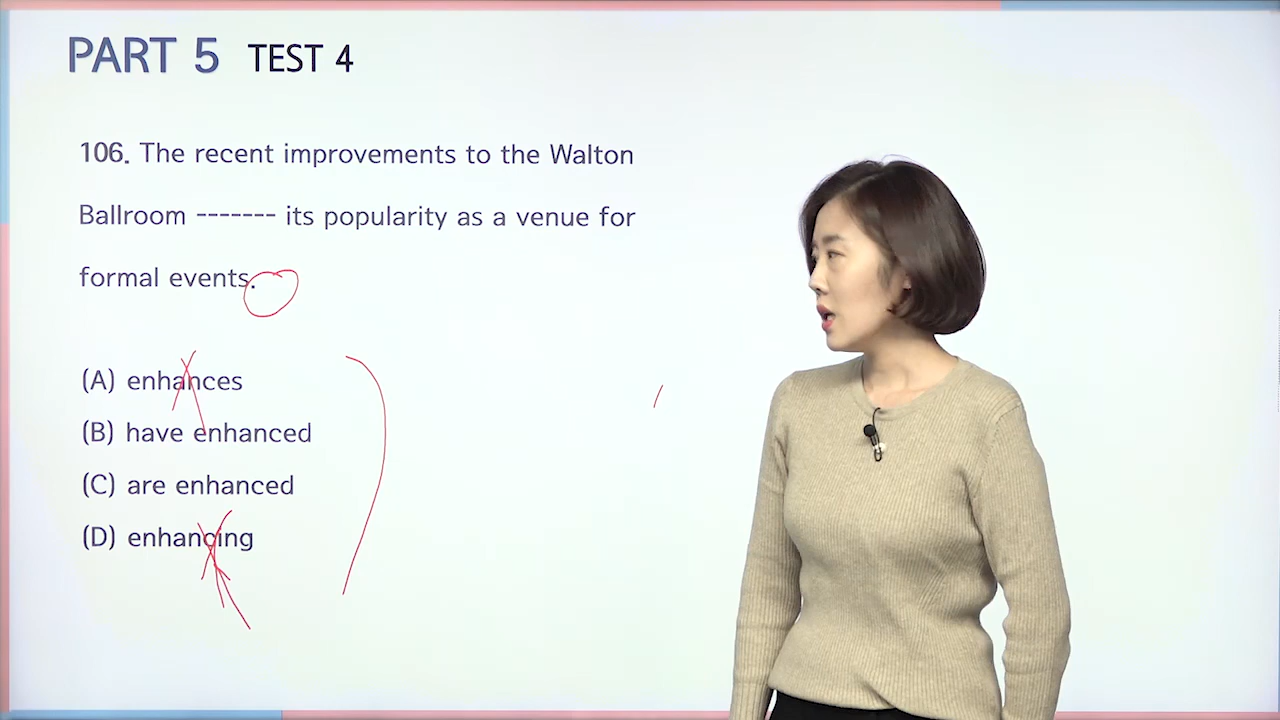 PART 5 TEST 4
106. The recent improvements to the Walton
Ballroom ------- its popularity as a venue for
formal events.
(A) enhances
(B) have enhanced
(C) are enhanced
(D) enhancing